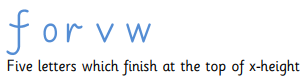 f o r v w
Five letters which finish at the top of x-height